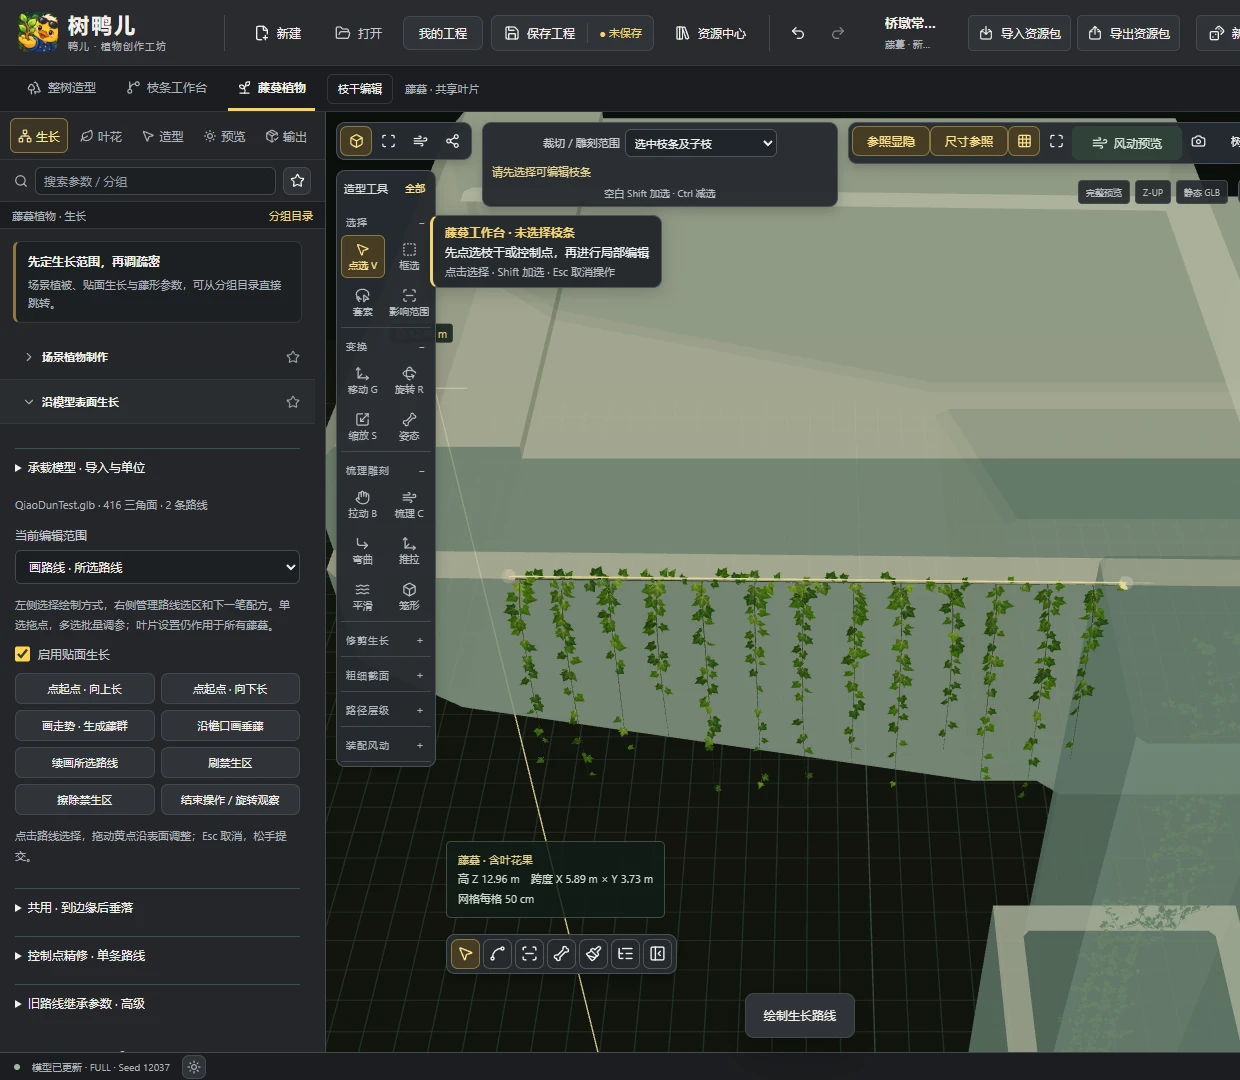 树鸭儿
鸭儿 · 植物创作工坊
新建
打开
我的工程
保存工程
● 未保存
资源中心
桥墩常...
藤蔓 · 新...
导入资源包
导出资源包
新
整树造型
枝条工作台
藤蔓植物
枝干编辑
藤蔓 · 共享叶片
生长
叶花
造型
预览
输出
搜索参数 / 分组
藤蔓植物 · 生长
分组目录
先定生长范围，再调疏密
场景植被、贴面生长与藤形参数，可从分组目录直接
跳转。
场景植物制作
沿模型表面生长
承载模型 · 导入与单位
QiaoDunTest.glb · 416 三角面 · 2 条路线
当前编辑范围
画路线 · 所选路线
左侧选择绘制方式，右侧管理路线选区和下一笔配方。单
选拖点，多选批量调参；叶片设置仍作用于所有藤蔓。
启用贴面生长
点起点 · 向上长
点起点 · 向下长
画走势 · 生成藤群
沿檐口画垂藤
续画所选路线
刷禁生区
擦除禁生区
结束操作 / 旋转观察
点击路线选择，拖动黄点沿表面调整；Esc 取消，松手提
交。
共用 · 到边缘后垂落
控制点精修 · 单条路线
旧路线继承参数 · 高级
模型已更新 · FULL · Seed 12037
裁切 / 雕刻范围
选中枝条及子枝
请先选择可编辑枝条
空白 Shift 加选 · Ctrl 减选
参照显隐
尺寸参照
风动预览
树
完整预览
Z-UP
静态 GLB
造型工具
全部
选择
−
点选 V
框选
套索
影响范围
变换
−
移动 G
旋转 R
缩放 S
姿态
梳理雕刻
−
拉动 B
梳理 C
弯曲
推拉
平滑
笼形
修剪生长
+
粗细截面
+
路径层级
+
装配风动
+
藤蔓工作台 · 未选择枝条
先点选枝干或控制点，再进行局部编辑
点击选择 · Shift 加选 · Esc 取消操作
m
藤蔓 · 含叶花果
高 Z 12.96 m 跨度 X 5.89 m × Y 3.73 m
网格每格 50 cm
绘制生长路线